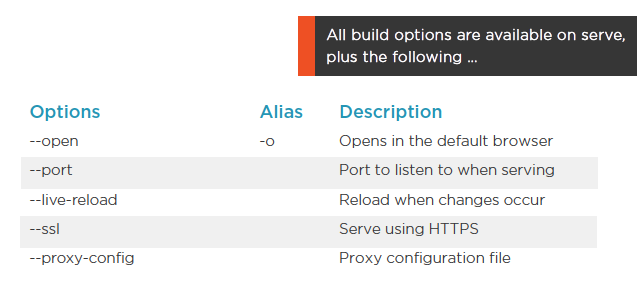 All build options are available on serve,
plus the following ...
Options Alias Description
--open -o Opens in the default browser
--port Port to listen to when serving
--live-reload Reload when changes occur
--ssl Serve using HTTPS
--proxy-config Proxy configuration file